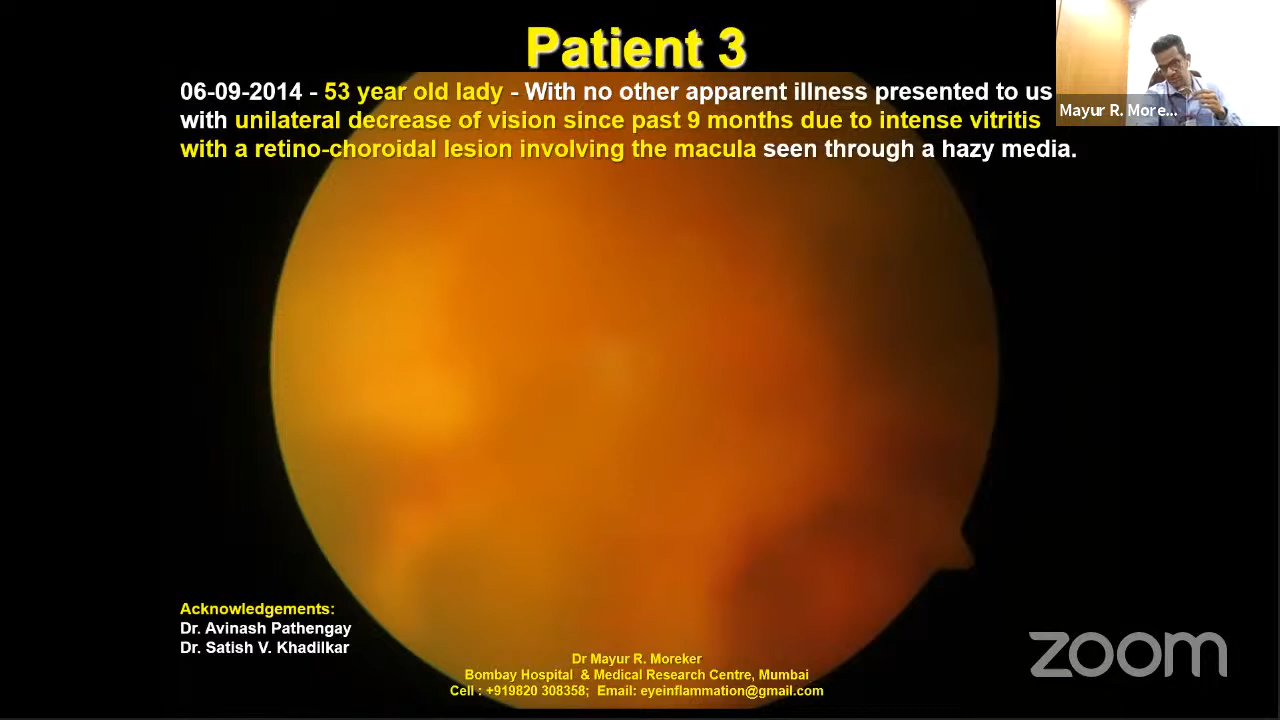 Patient 3
06-09-2014 - 53 year old lady - With no other apparent illness presented to us
with unilateral decrease of vision since past 9 months due to intense vitritis
with a retino-choroidal lesion involving the macula seen through a hazy media.
Mayur R. More...
Acknowledgements:
Dr. Avinash Pathengay
Dr. Satish V. Khadilkar
Dr Mayur R. Moreker
Bombay Hospital & Medical Research Centre, Mumbai
Cell : +919820 308358; Email: eyeinflammation@gmail.com
zoom